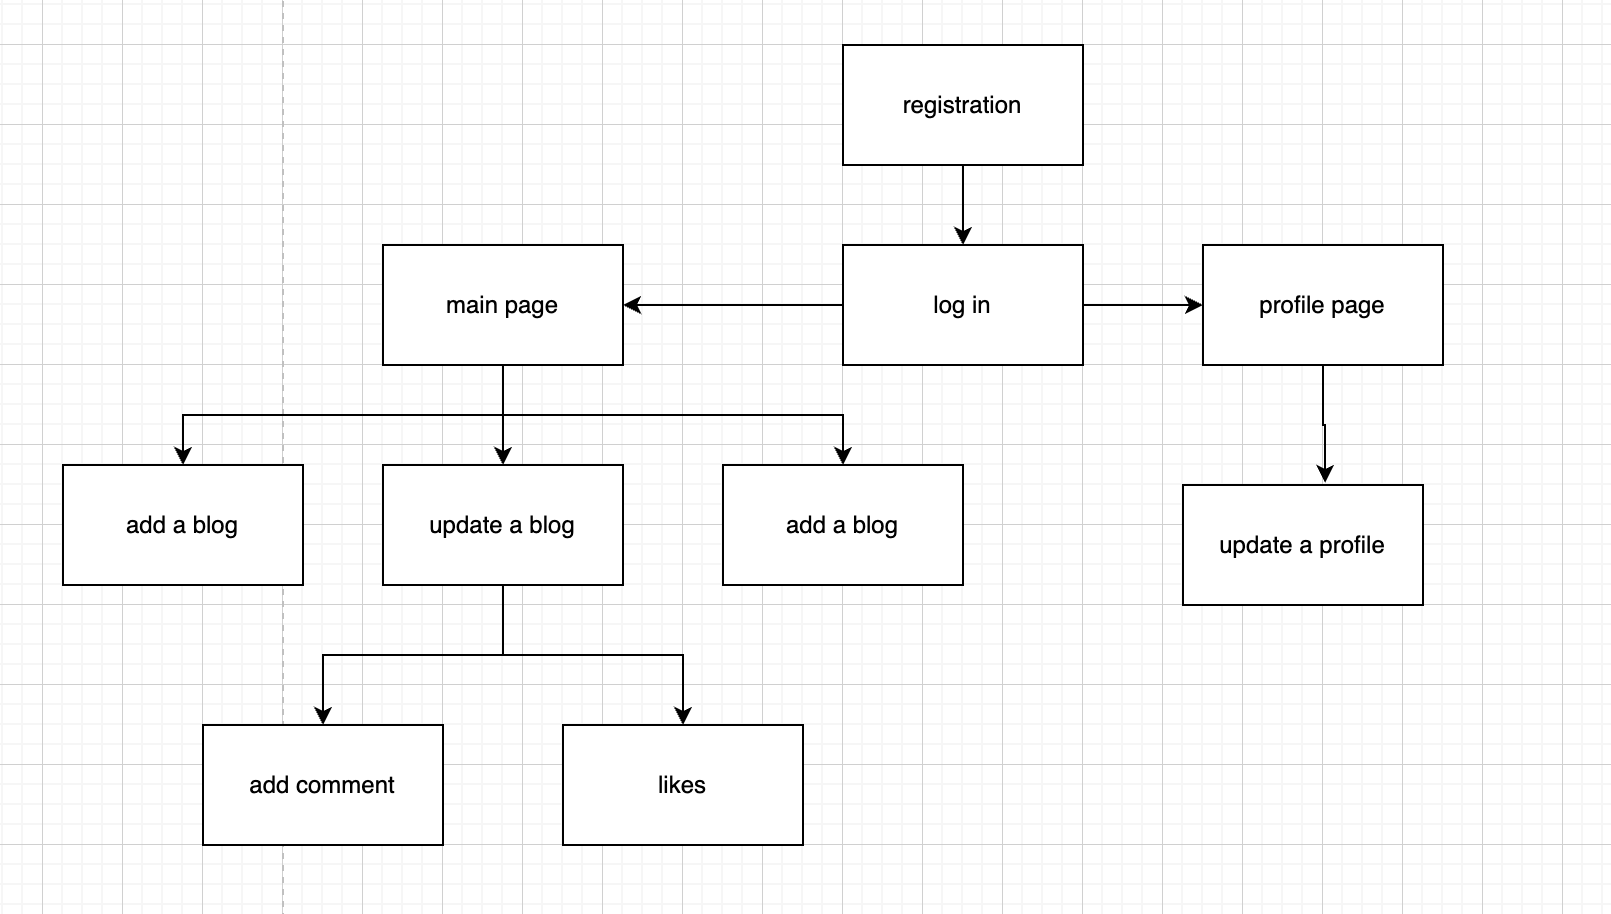 registration
main page
log in
profile page
add a blog
update a blog
add a blog
update a profile
add comment
likes